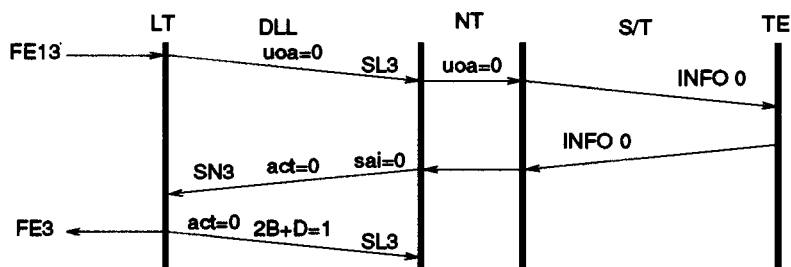 LT DLL NT S/T TE
FE13 uoa=0 SL3 uoa=0 INFO 0
INFO 0
SN3 act=0 sai=0
FE3 act=0 2B+D=1 SL3